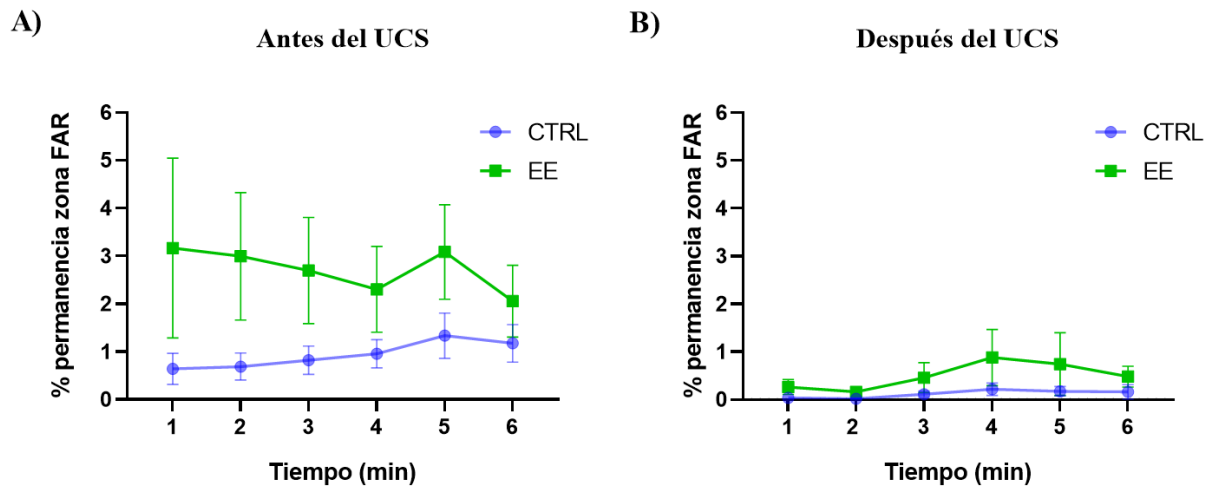 A)
Antes del UCS
% permanencia zona FAR
6
5
4
3
2
1
0
CTRL
EE
1 2 3 4 5 6
Tiempo (min)
B)
Después del UCS
% permanencia zona FAR
6
5
4
3
2
1
0
CTRL
EE
1 2 3 4 5 6
Tiempo (min)